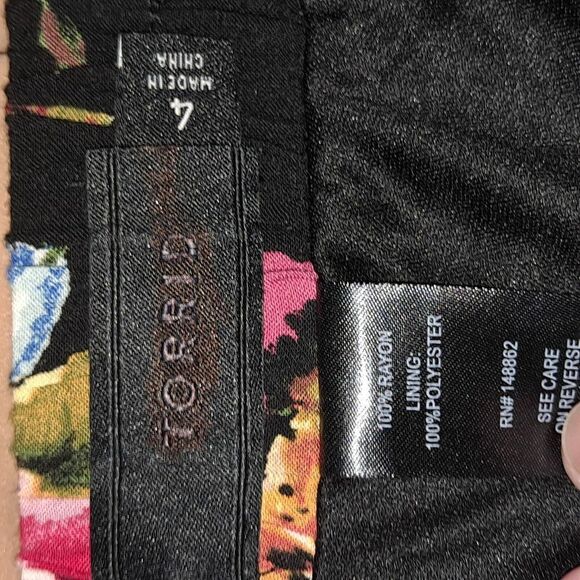 TORRID
4
MADE IN
CHINA
100% RAYON
LINING:
100%POLYESTER
RN# 148862
SEE CARE
ON REVERSE